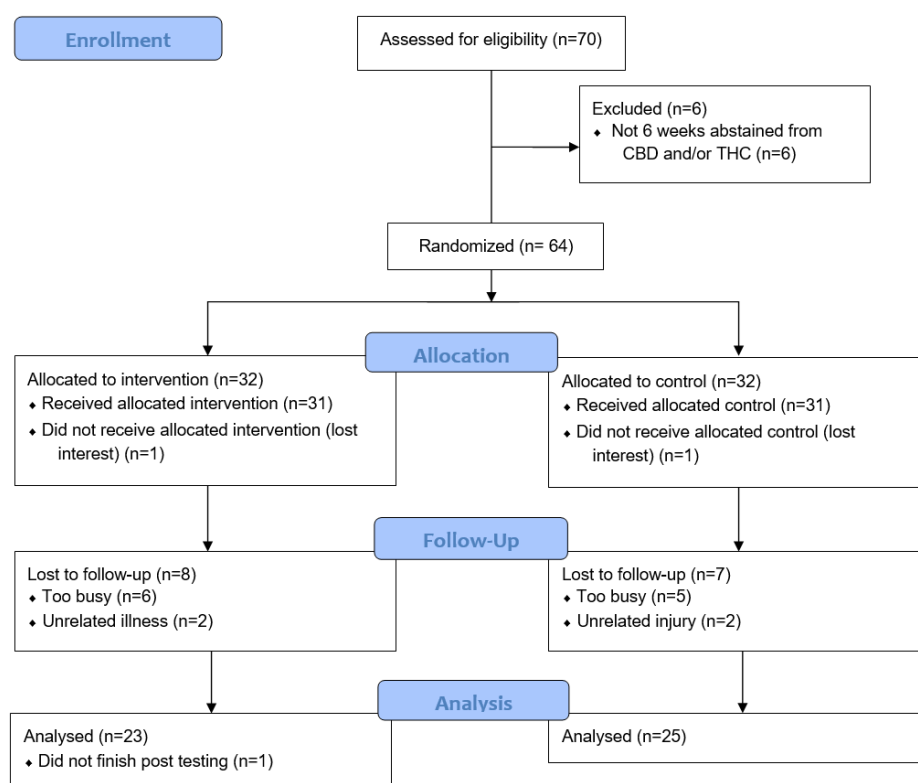 Enrollment
Assessed for eligibility (n=70)
Excluded (n=6)
⬥ Not 6 weeks abstained from
CBD and/or THC (n=6)
Randomized (n= 64)
Allocation
Allocated to intervention (n=32)
⬥ Received allocated intervention (n=31)
⬥ Did not receive allocated intervention (lost
interest) (n=1)
Allocated to control (n=32)
⬥ Received allocated control (n=31)
⬥ Did not receive allocated control (lost
interest) (n=1)
Follow-Up
Lost to follow-up (n=8)
⬥ Too busy (n=6)
⬥ Unrelated illness (n=2)
Lost to follow-up (n=7)
⬥ Too busy (n=5)
⬥ Unrelated injury (n=2)
Analysis
Analysed (n=23)
⬥ Did not finish post testing (n=1)
Analysed (n=25)